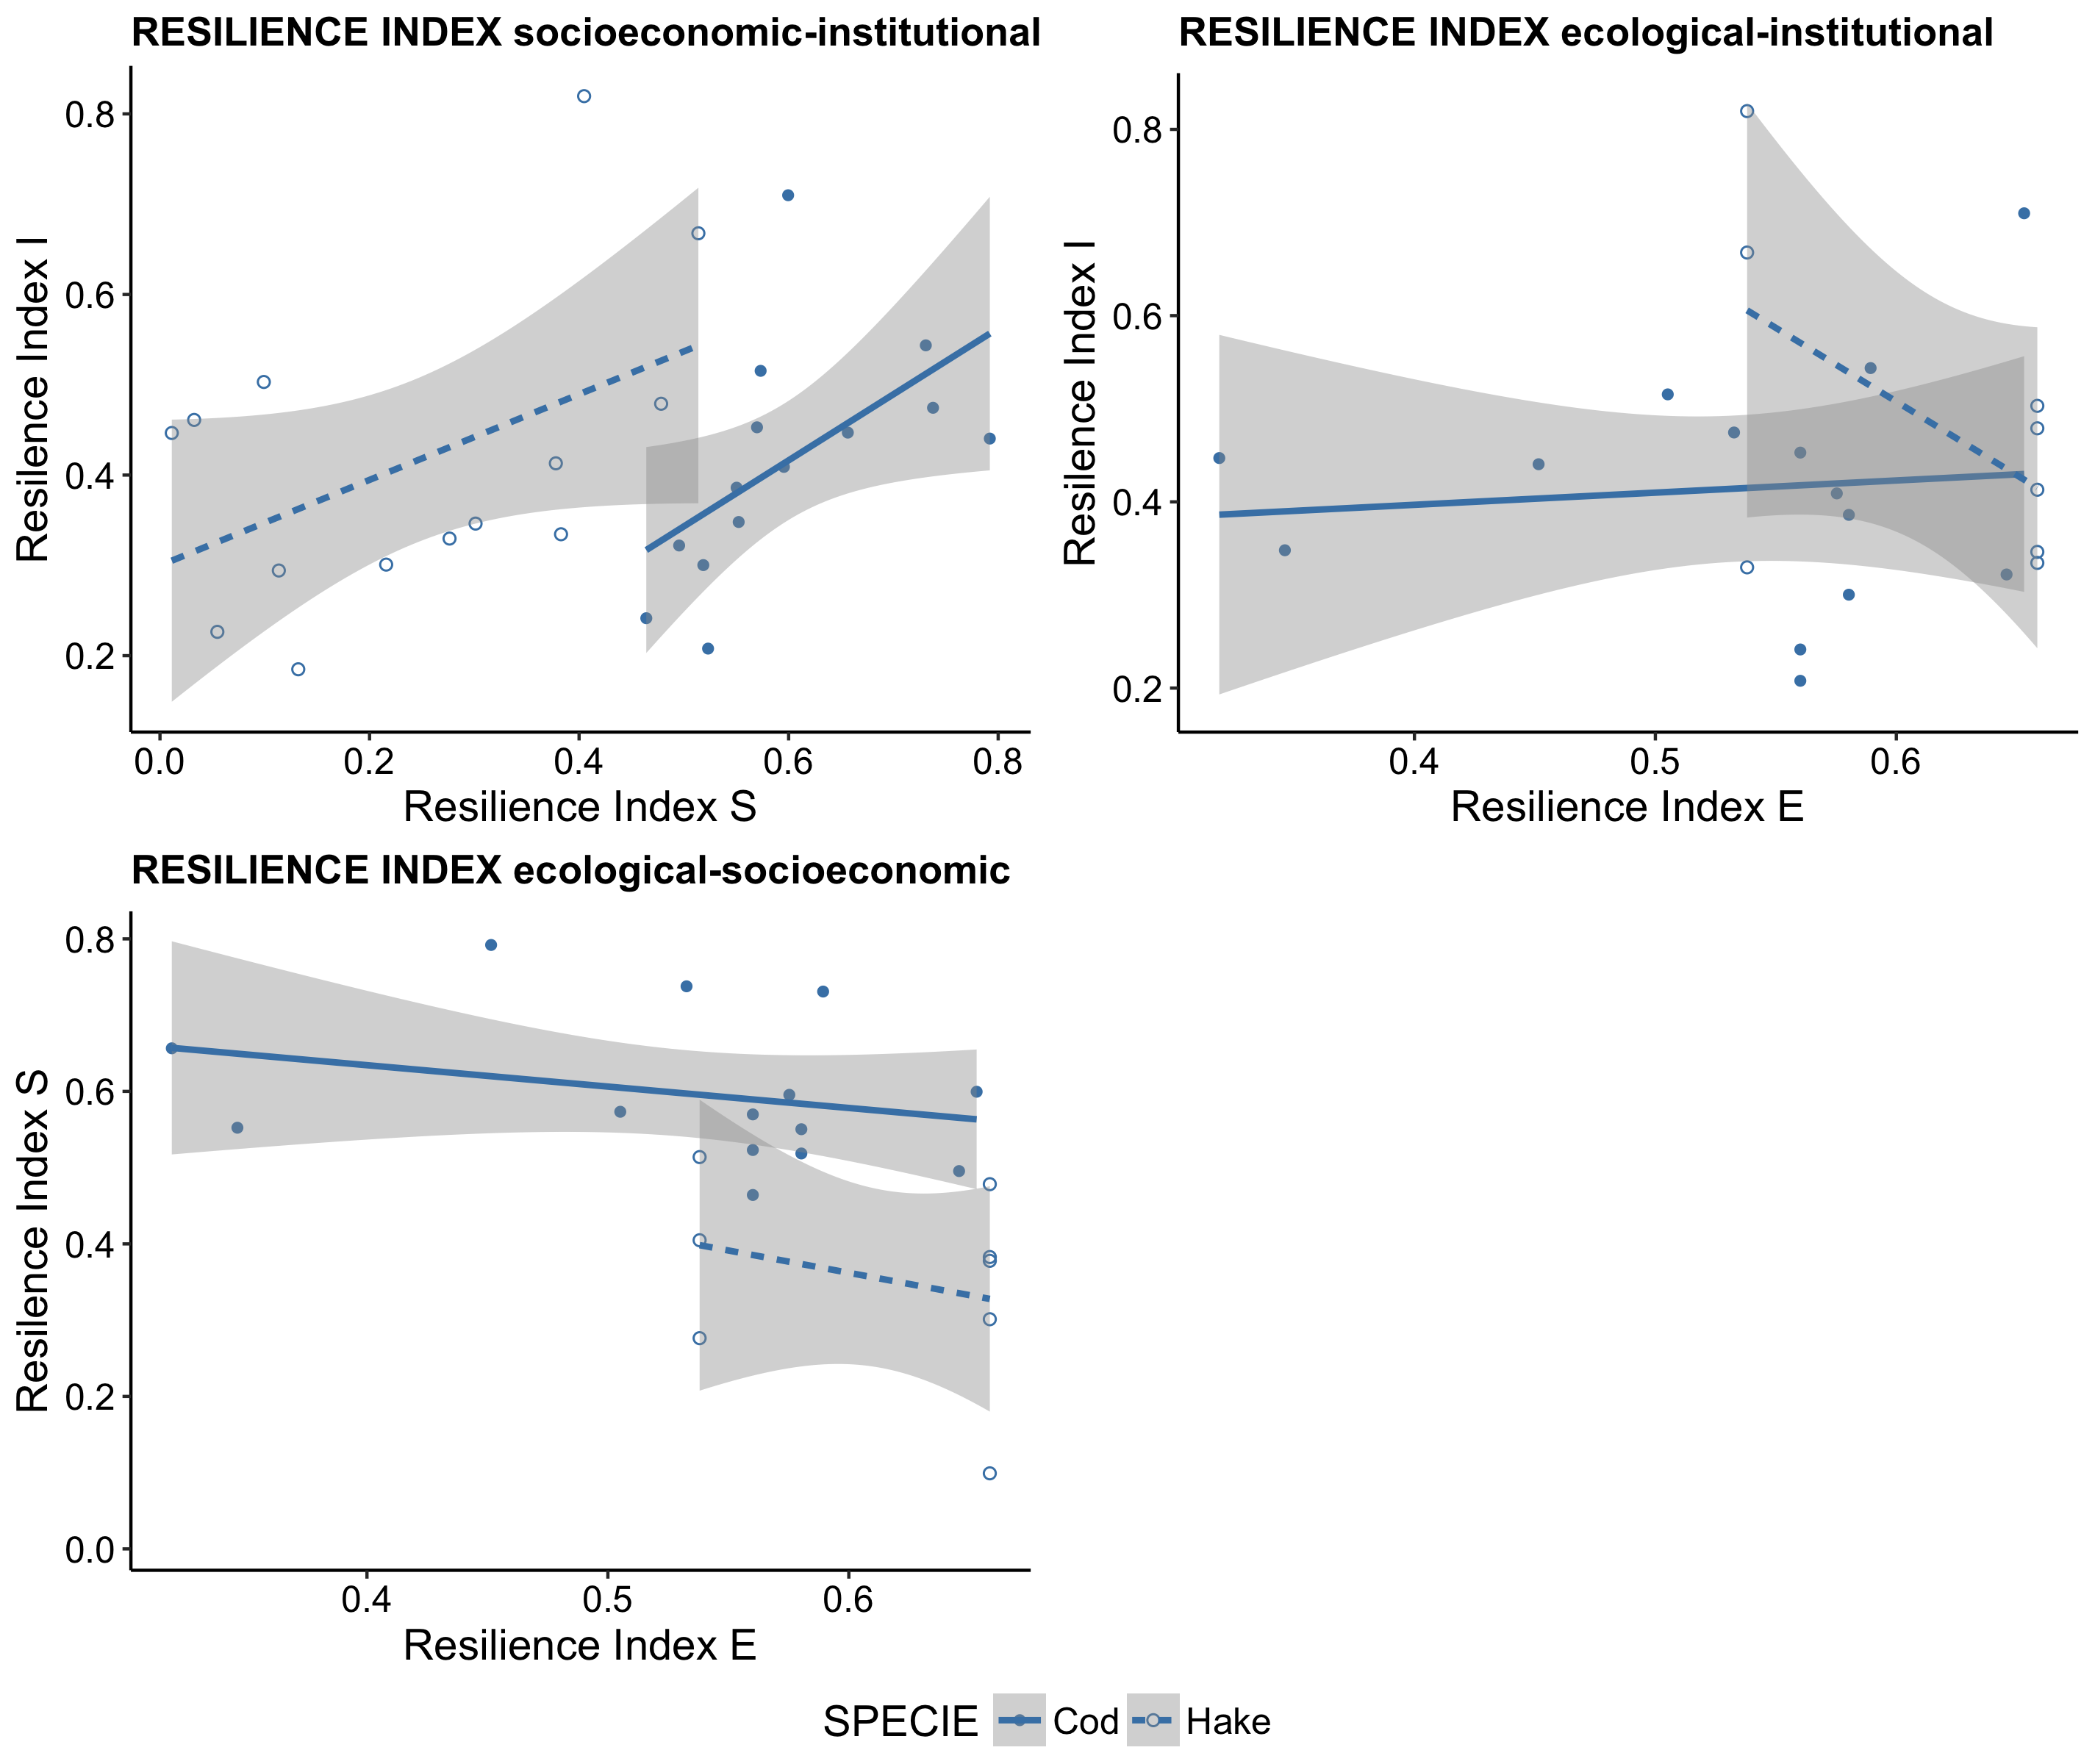 RESILIENCE INDEX socioeconomic-institutional
Resilence Index I
0.8
0.6
0.4
0.2
0.0 0.2 0.4 0.6 0.8
Resilience Index S
RESILIENCE INDEX ecological-institutional
Resilence Index I
0.8
0.6
0.4
0.2
0.4 0.5 0.6
Resilience Index E
RESILIENCE INDEX ecological-socioeconomic
Resilience Index S
0.8
0.6
0.4
0.2
0.0
0.4 0.5 0.6
Resilience Index E
SPECIE Cod Hake